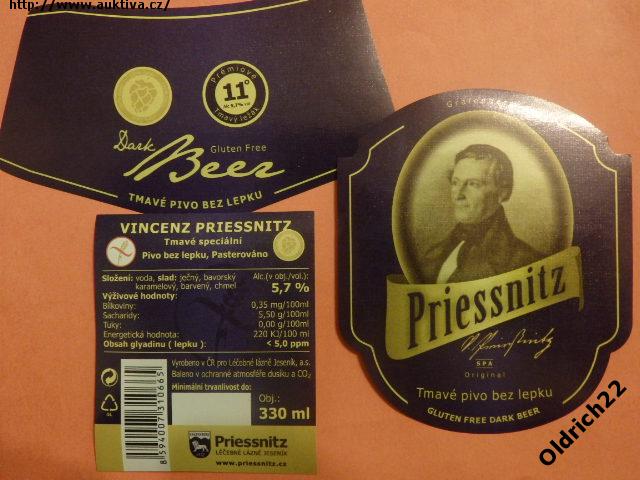 http://www.auktiva.cz/
Prémiové
11°
Alc 5,7% vol
Tmavý ležák
Dark
Gluten Free
Beer
TMAVÉ PIVO BEZ LEPKU
VINCENZ PRIESSNITZ
Tmavé speciální
Pivo bez lepku, Pasterováno
Složení: voda, slad: ječný, bavorský
karamelový, barvený, chmel
Alc.(v obj./vol.):
5,7 %
Výživové hodnoty:
Bílkoviny: 0,35 mg/100ml
Sacharidy: 5,50 g/100ml
Tuky: 0,00 g/100ml
Energetická hodnota: 220 KJ/100 ml
Obsah glyadinu ( lepku ): < 5,0 ppm
Vyrobeno v ČR pro Léčebné lázně Jeseník, a.s.
Baleno v ochranné atmosféře dusíku a CO2
Minimální trvanlivost do:
Obj.:
330 ml
8594007310665
Priessnitz
LÉČEBNÉ LÁZNĚ JESENÍK
www.priessnitz.cz
Priessnitz
SPA
Original
Tmavé pivo bez lepku
GLUTEN FREE DARK BEER
Oldrich22